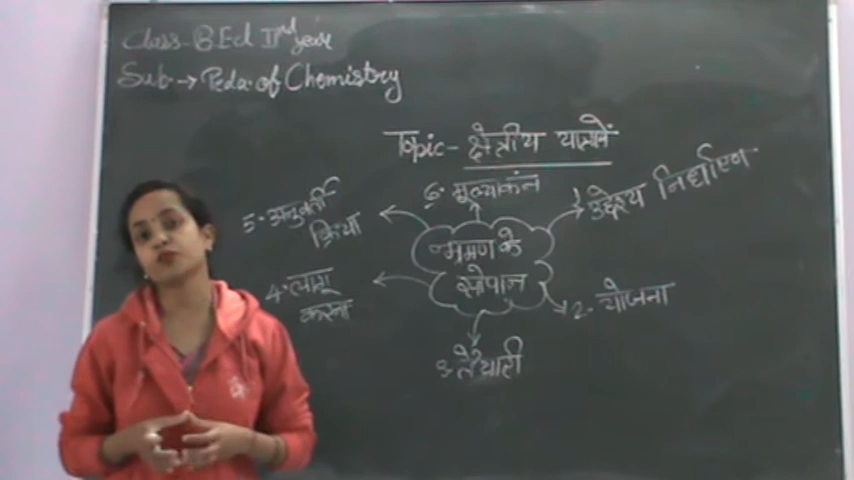 Class-B.Ed IInd year
Sub → Peda. of Chemistry
Topic- क्षेत्रीय यात्रायें
6. मूल्याकंन
1 उद्देश्य निर्धारण
5. अनुवर्ती
क्रिया
भ्रमण के
सोपान
4. लागू
करना
2. योजना
3. तैयारी